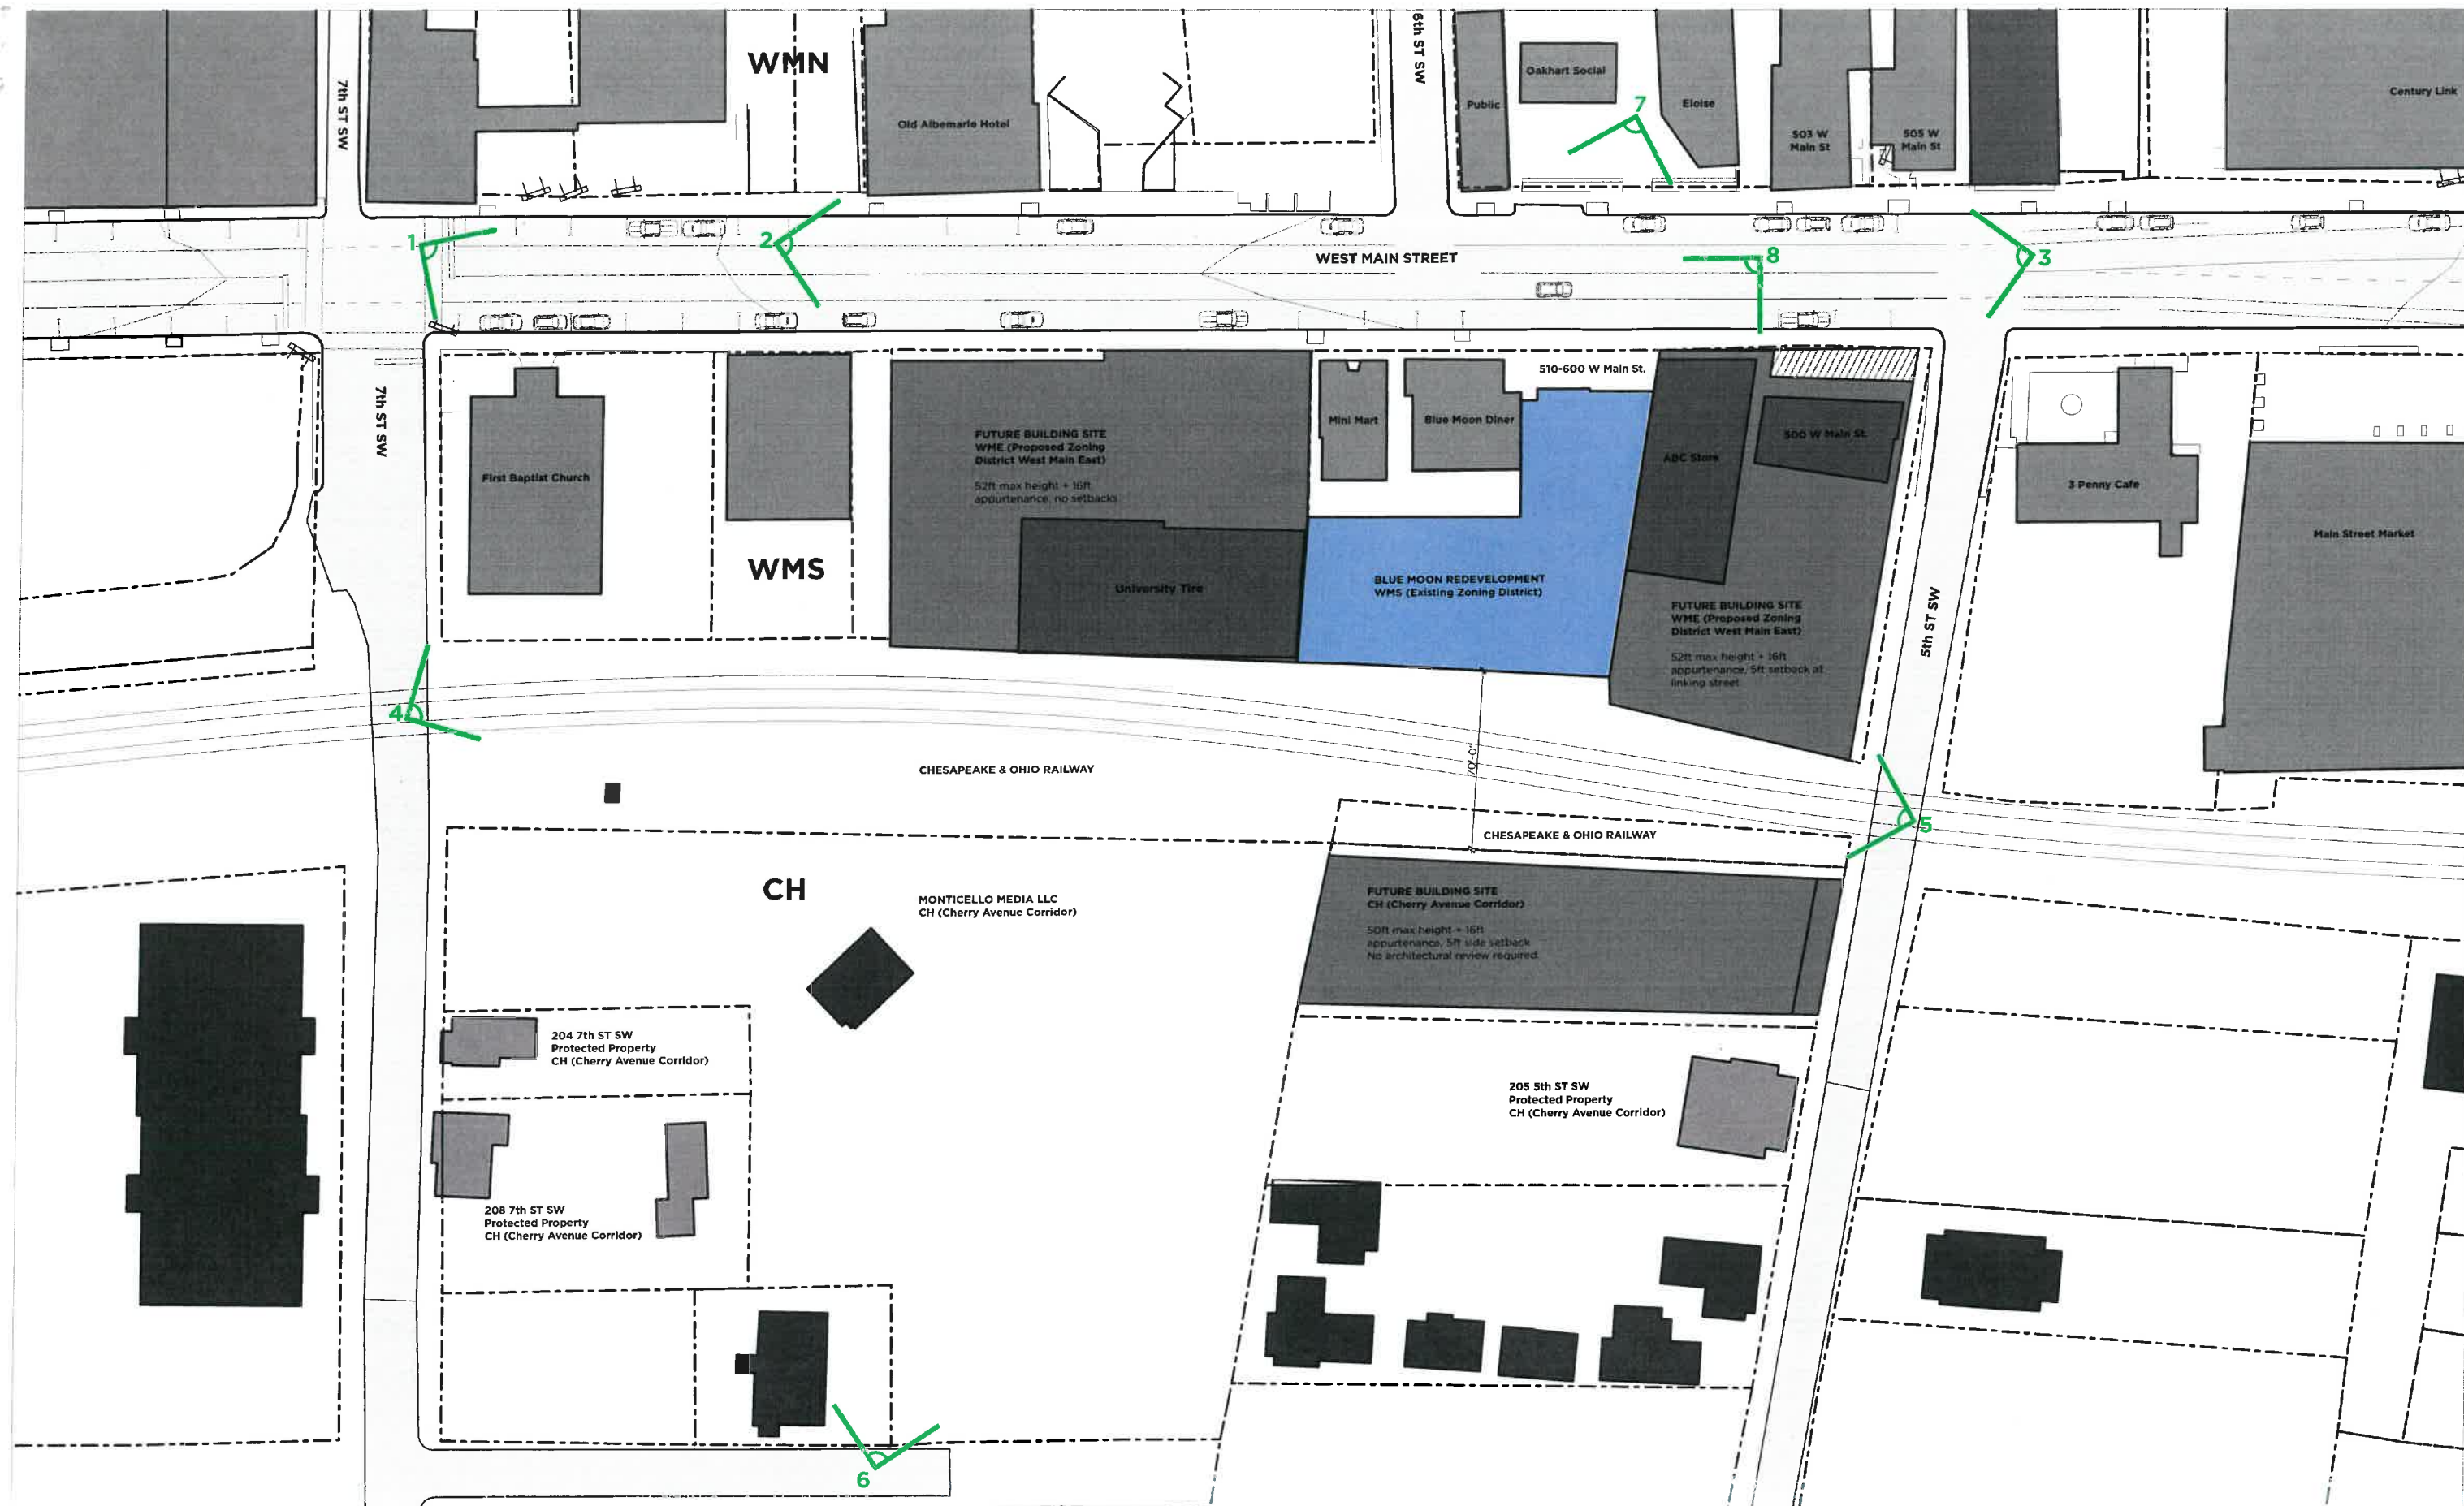 7th ST SW
WMN
Old Albemarle Hotel
6th ST SW
Public
Oakhart Social
7
Eloise
503 W
Main St
505 W
Main St
Century Link
1
2
WEST MAIN STREET
8
3
7th ST SW
First Baptist Church
WMS
FUTURE BUILDING SITE
WME (Proposed Zoning
District West Main East)
52ft max height + 16ft
appurtenance, no setbacks
University Tire
Mini Mart
Blue Moon Diner
510-600 W Main St.
BLUE MOON REDEVELOPMENT
WMS (Existing Zoning District)
ABC Store
500 W Main St.
FUTURE BUILDING SITE
WME (Proposed Zoning
District West Main East)
52ft max height + 16ft
appurtenance, 5ft setback at
linking street
5th ST SW
3 Penny Cafe
Main Street Market
4
CHESAPEAKE & OHIO RAILWAY
70'-0"
CHESAPEAKE & OHIO RAILWAY
5
CH
MONTICELLO MEDIA LLC
CH (Cherry Avenue Corridor)
FUTURE BUILDING SITE
CH (Cherry Avenue Corridor)
50ft max height + 16ft
appurtenance, 5ft side setback
No architectural review required.
204 7th ST SW
Protected Property
CH (Cherry Avenue Corridor)
205 5th ST SW
Protected Property
CH (Cherry Avenue Corridor)
208 7th ST SW
Protected Property
CH (Cherry Avenue Corridor)
6